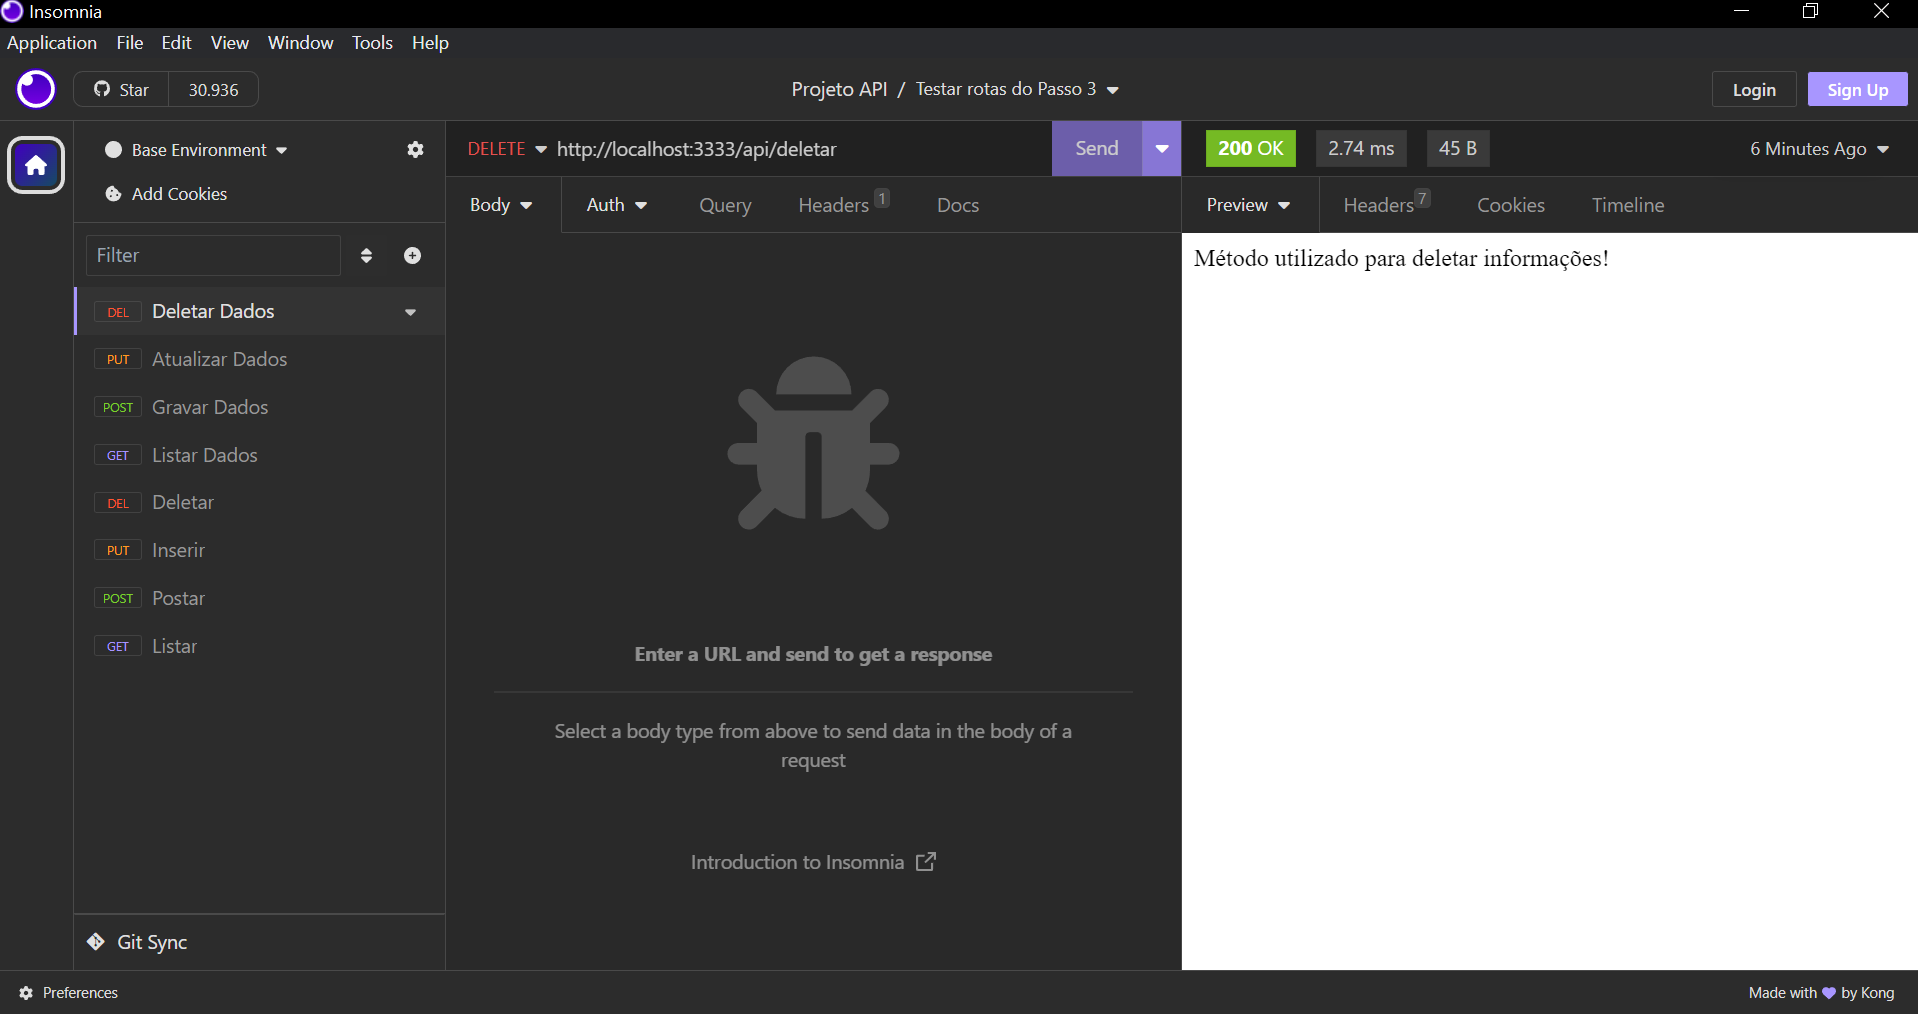 Insomnia
Application File Edit View Window Tools Help
Star 30.936
Projeto API / Testar rotas do Passo 3
Login Sign Up
Base Environment
Add Cookies
Filter
DEL Deletar Dados
PUT Atualizar Dados
POST Gravar Dados
GET Listar Dados
DEL Deletar
PUT Inserir
POST Postar
GET Listar
Git Sync
DELETE http://localhost:3333/api/deletar Send
Body Auth Query Headers 1 Docs
Enter a URL and send to get a response
Select a body type from above to send data in the body of a
request
Introduction to Insomnia
200 OK 2.74 ms 45 B 6 Minutes Ago
Preview Headers 7 Cookies Timeline
Método utilizado para deletar informações!
Preferences
Made with by Kong